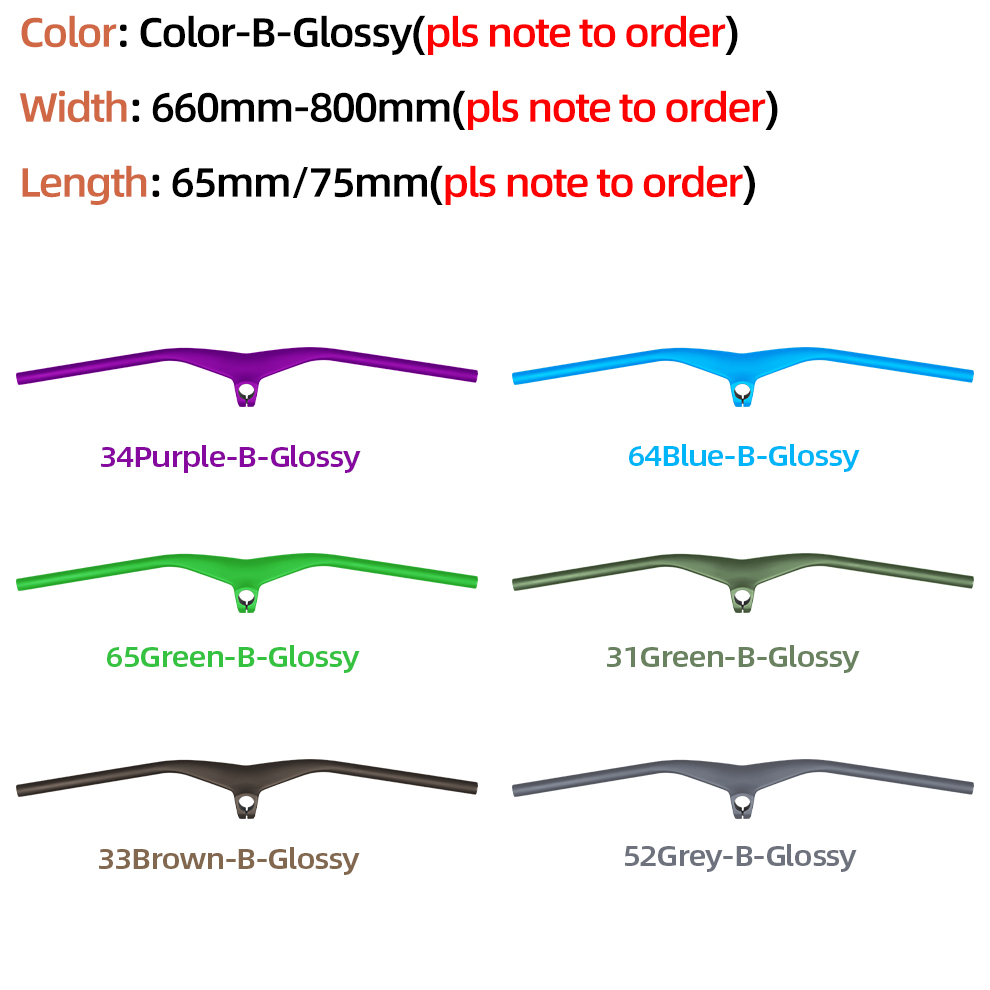 Color: Color-B-Glossy(pls note to order)
Width: 660mm-800mm(pls note to order)
Length: 65mm/75mm(pls note to order)
34Purple-B-Glossy
64Blue-B-Glossy
65Green-B-Glossy
31Green-B-Glossy
33Brown-B-Glossy
52Grey-B-Glossy